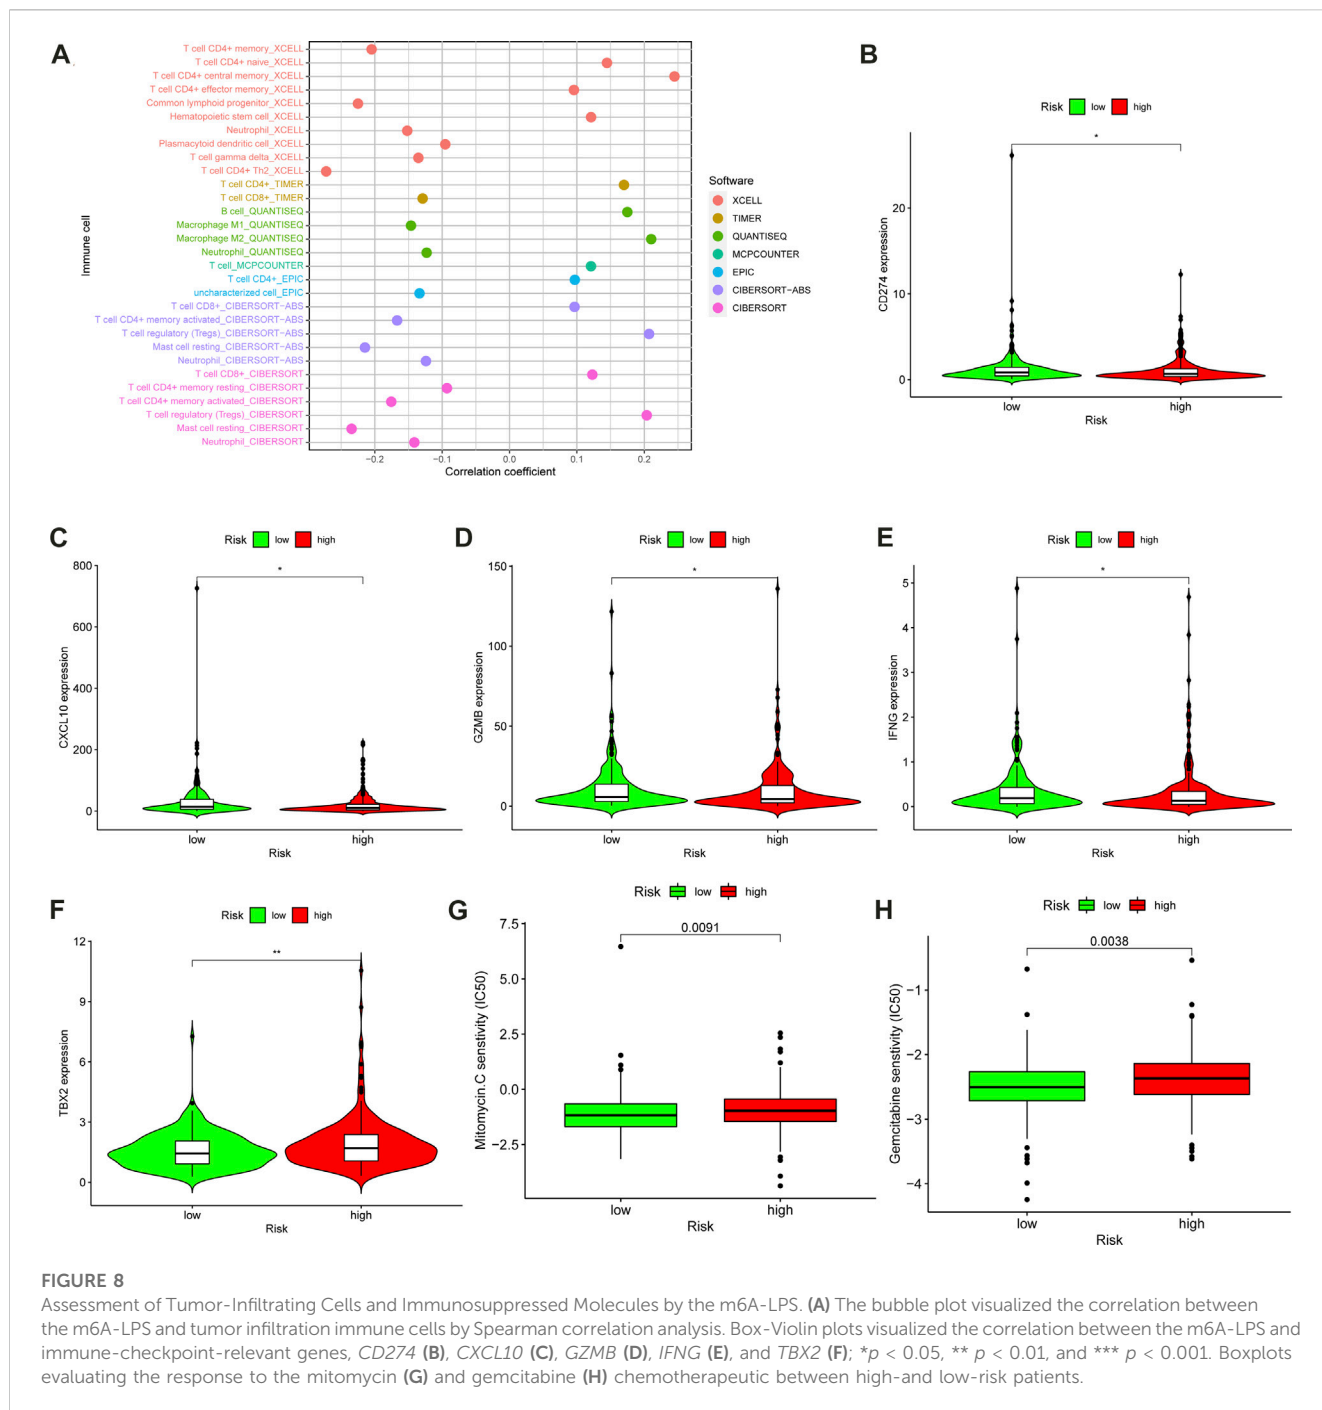 A
T cell CD4+ memory_XCELL
T cell CD4+ naive_XCELL
T cell CD4+ central memory_XCELL
T cell CD4+ effector memory_XCELL
Common lymphoid progenitor_XCELL
Hematopoietic stem cell_XCELL
Neutrophil_XCELL
Plasmacytoid dendritic cell_XCELL
T cell gamma delta_XCELL
T cell CD4+ Th2_XCELL
T cell CD4+_TIMER
T cell CD8+_TIMER
B cell_QUANTISEQ
Macrophage M1_QUANTISEQ
Macrophage M2_QUANTISEQ
Neutrophil_QUANTISEQ
T cell_MCPCOUNTER
T cell CD4+_EPIC
uncharacterized cell_EPIC
T cell CD8+_CIBERSORT−ABS
T cell CD4+ memory activated_CIBERSORT−ABS
T cell regulatory (Tregs)_CIBERSORT−ABS
Mast cell resting_CIBERSORT−ABS
Neutrophil_CIBERSORT−ABS
T cell CD8+_CIBERSORT
T cell CD4+ memory resting_CIBERSORT
T cell CD4+ memory activated_CIBERSORT
T cell regulatory (Tregs)_CIBERSORT
Mast cell resting_CIBERSORT
Neutrophil_CIBERSORT
Immune cell
−0.2 −0.1 0.0 0.1 0.2
Correlation coefficient
Software
XCELL
TIMER
QUANTISEQ
MCPCOUNTER
EPIC
CIBERSORT−ABS
CIBERSORT
B
Risk low high
*
CD274 expression
20
10
0
low high
Risk
C
Risk low high
*
CXCL10 expression
800
600
400
200
0
low high
Risk
D
Risk low high
*
GZMB expression
150
100
50
0
low high
Risk
E
Risk low high
*
IFNG expression
5
4
3
2
1
0
low high
Risk
F
Risk low high
**
TBX2 expression
12
9
6
3
0
low high
Risk
G
Risk low high
0.0091
Mitomycin.C senstivity (IC50)
7.5
5.0
2.5
0.0
−2.5
low high
Risk
H
Risk low high
0.0038
Gemcitabine senstivity (IC50)
−1
−2
−3
−4
low high
Risk
FIGURE 8
Assessment of Tumor-Infiltrating Cells and Immunosuppressed Molecules by the m6A-LPS. (A) The bubble plot visualized the correlation between
the m6A-LPS and tumor infiltration immune cells by Spearman correlation analysis. Box-Violin plots visualized the correlation between the m6A-LPS and
immune-checkpoint-relevant genes, CD274 (B), CXCL10 (C), GZMB (D), IFNG (E), and TBX2 (F); *p < 0.05, ** p < 0.01, and *** p < 0.001. Boxplots
evaluating the response to the mitomycin (G) and gemcitabine (H) chemotherapeutic between high-and low-risk patients.